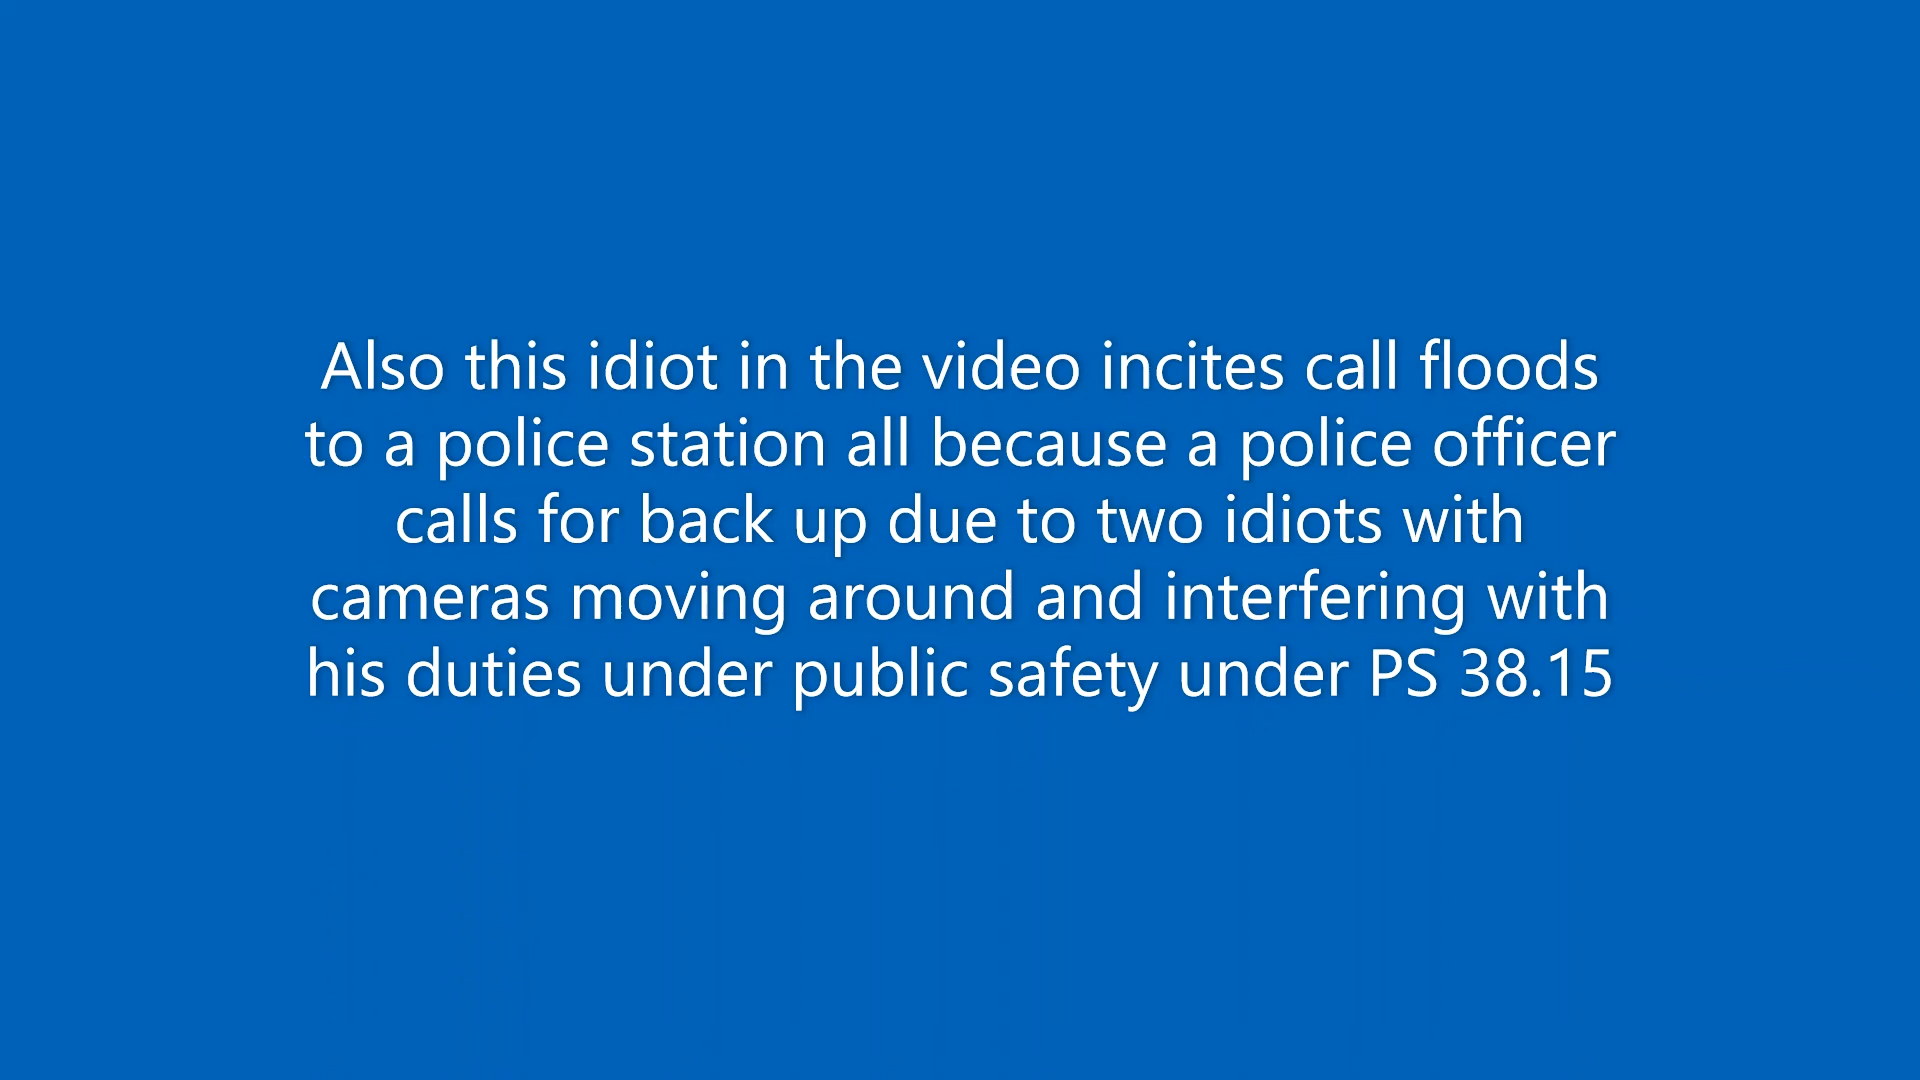 Also this idiot in the video incites call floods
to a police station all because a police officer
calls for back up due to two idiots with
cameras moving around and interfering with
his duties under public safety under PS 38.15